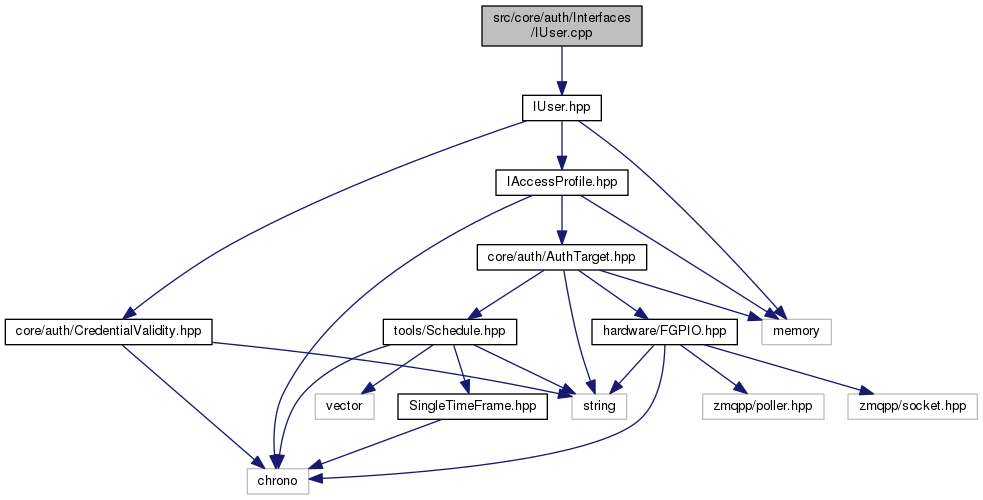 src/core/auth/Interfaces
/IUser.cpp
IUser.hpp
IAccessProfile.hpp
core/auth/AuthTarget.hpp
core/auth/CredentialValidity.hpp
tools/Schedule.hpp
hardware/FGPIO.hpp
memory
vector
SingleTimeFrame.hpp
string
zmqpp/poller.hpp
zmqpp/socket.hpp
chrono